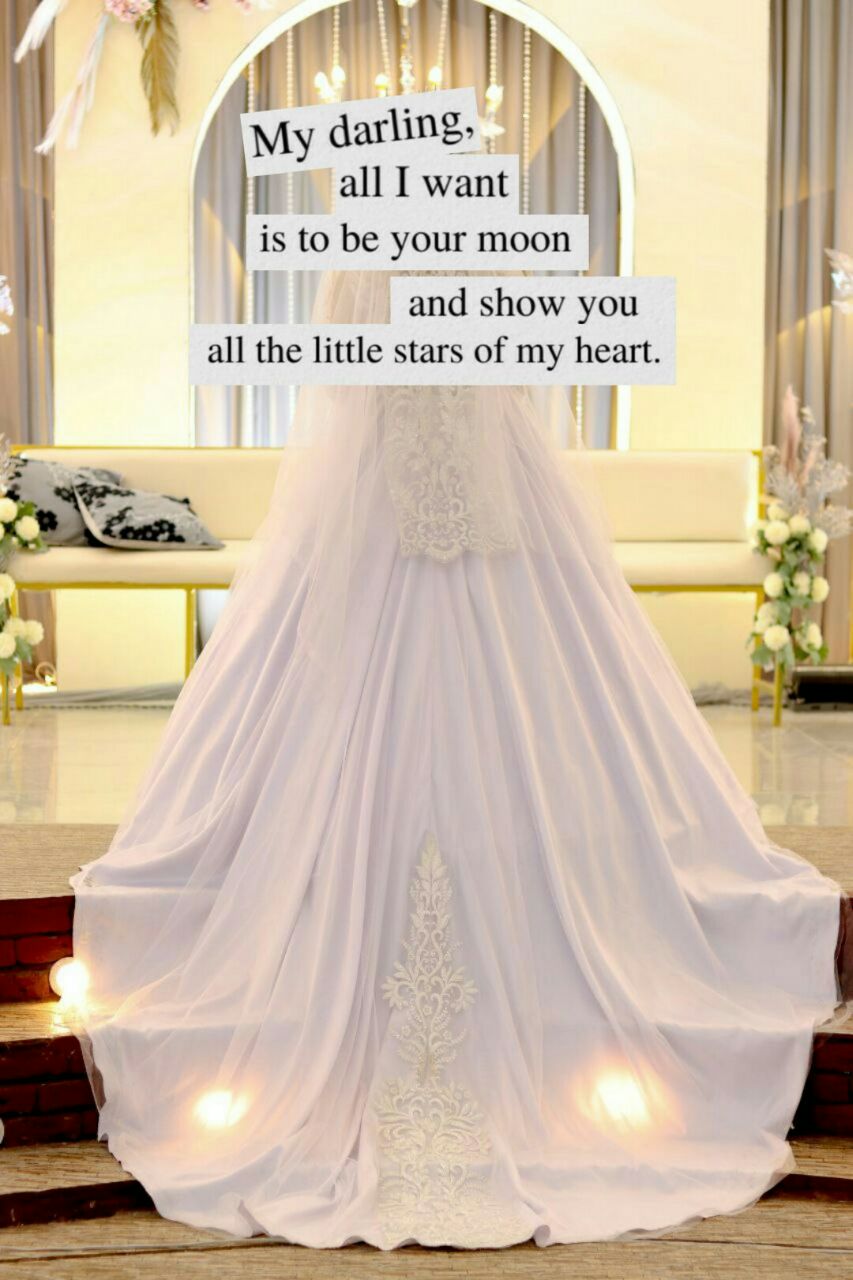 My darling,
all I want
is to be your moon
and show you
all the little stars of my heart.